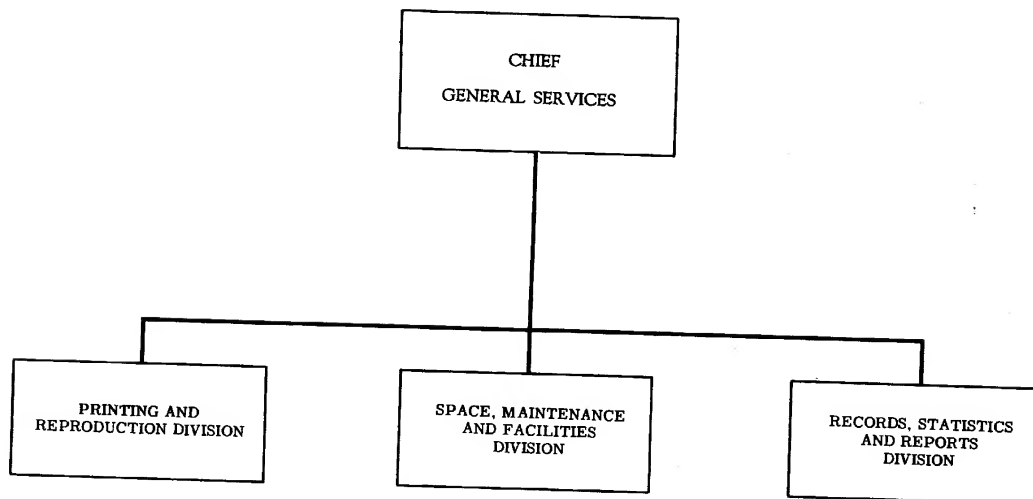 CHIEF
GENERAL SERVICES
PRINTING AND
REPRODUCTION DIVISION
SPACE, MAINTENANCE
AND FACILITIES
DIVISION
RECORDS, STATISTICS
AND REPORTS
DIVISION